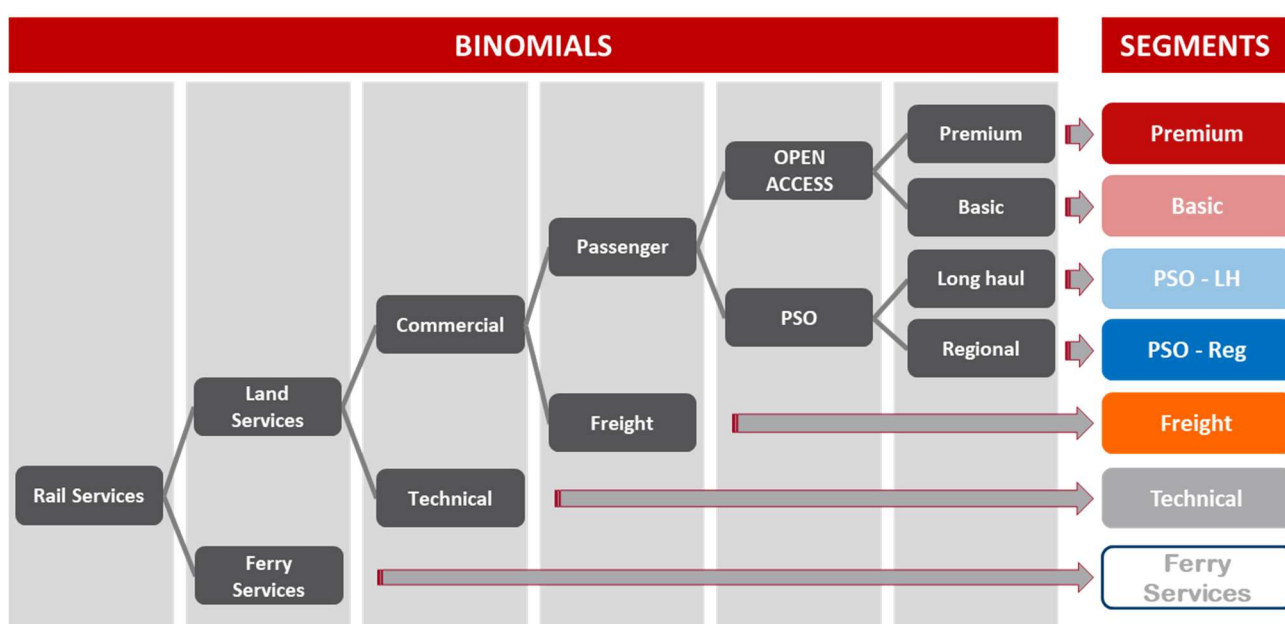 BINOMIALS
SEGMENTS
Rail Services
Land
Services
Ferry
Services
Commercial
Technical
Passenger
Freight
OPEN
ACCESS
PSO
Premium
Basic
Long haul
Regional
Premium
Basic
PSO - LH
PSO - Reg
Freight
Technical
Ferry
Services